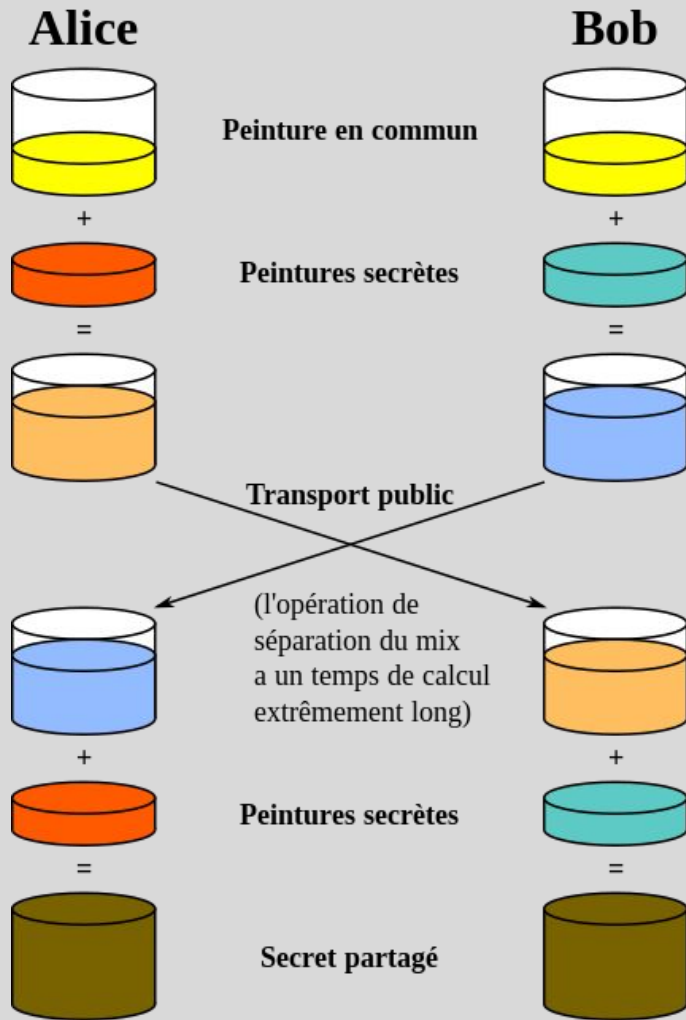 Alice
Bob
Peinture en commun
+
+
Peintures secrètes
=
=
Transport public
(l'opération de
séparation du mix
a un temps de calcul
extrêmement long)
+
+
Peintures secrètes
=
=
Secret partagé